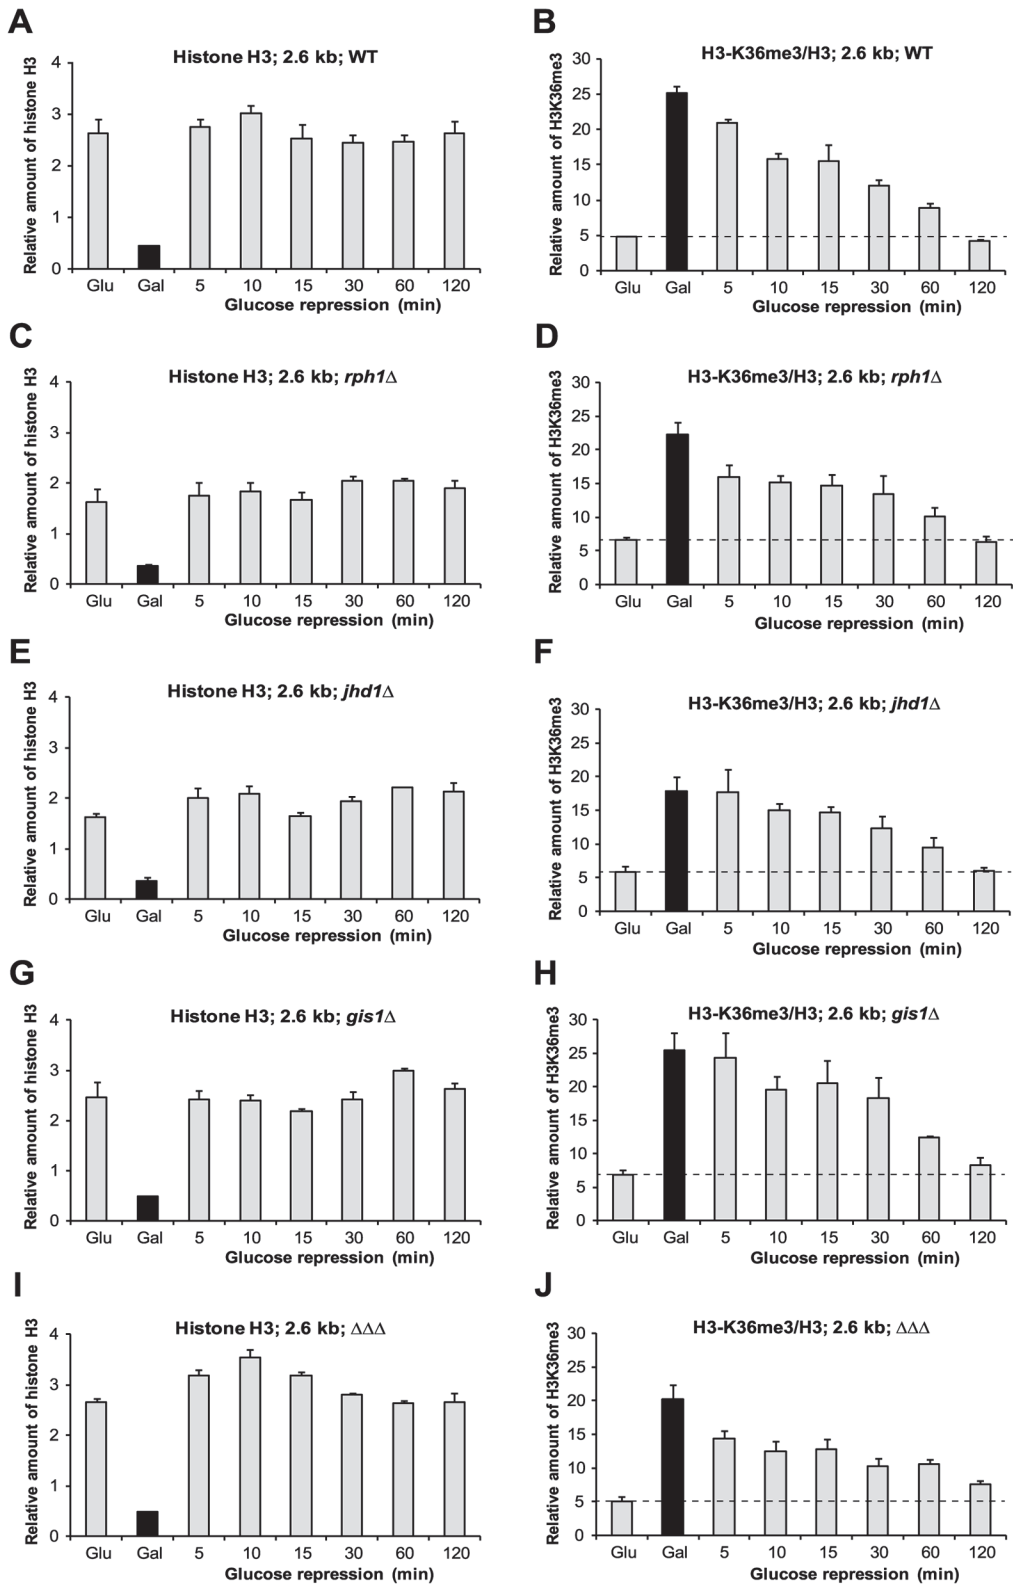 A
Histone H3; 2.6 kb; WT
Relative amount of histone H3
4
3
2
1
0
Glu Gal 5 10 15 30 60 120
Glucose repression (min)
B
H3-K36me3/H3; 2.6 kb; WT
Relative amount of H3K36me3
30
25
20
15
10
5
0
Glu Gal 5 10 15 30 60 120
Glucose repression (min)
C
Histone H3; 2.6 kb; rph1Δ
Relative amount of histone H3
4
3
2
1
0
Glu Gal 5 10 15 30 60 120
Glucose repression (min)
D
H3-K36me3/H3; 2.6 kb; rph1Δ
Relative amount of H3K36me3
30
25
20
15
10
5
0
Glu Gal 5 10 15 30 60 120
Glucose repression (min)
E
Histone H3; 2.6 kb; jhd1Δ
Relative amount of histone H3
4
3
2
1
0
Glu Gal 5 10 15 30 60 120
Glucose repression (min)
F
H3-K36me3/H3; 2.6 kb; jhd1Δ
Relative amount of H3K36me3
30
25
20
15
10
5
0
Glu Gal 5 10 15 30 60 120
Glucose repression (min)
G
Histone H3; 2.6 kb; gis1Δ
Relative amount of histone H3
4
3
2
1
0
Glu Gal 5 10 15 30 60 120
Glucose repression (min)
H
H3-K36me3/H3; 2.6 kb; gis1Δ
Relative amount of H3K36me3
30
25
20
15
10
5
0
Glu Gal 5 10 15 30 60 120
Glucose repression (min)
I
Histone H3; 2.6 kb; ΔΔΔ
Relative amount of histone H3
4
3
2
1
0
Glu Gal 5 10 15 30 60 120
Glucose repression (min)
J
H3-K36me3/H3; 2.6 kb; ΔΔΔ
Relative amount of H3K36me3
30
25
20
15
10
5
0
Glu Gal 5 10 15 30 60 120
Glucose repression (min)